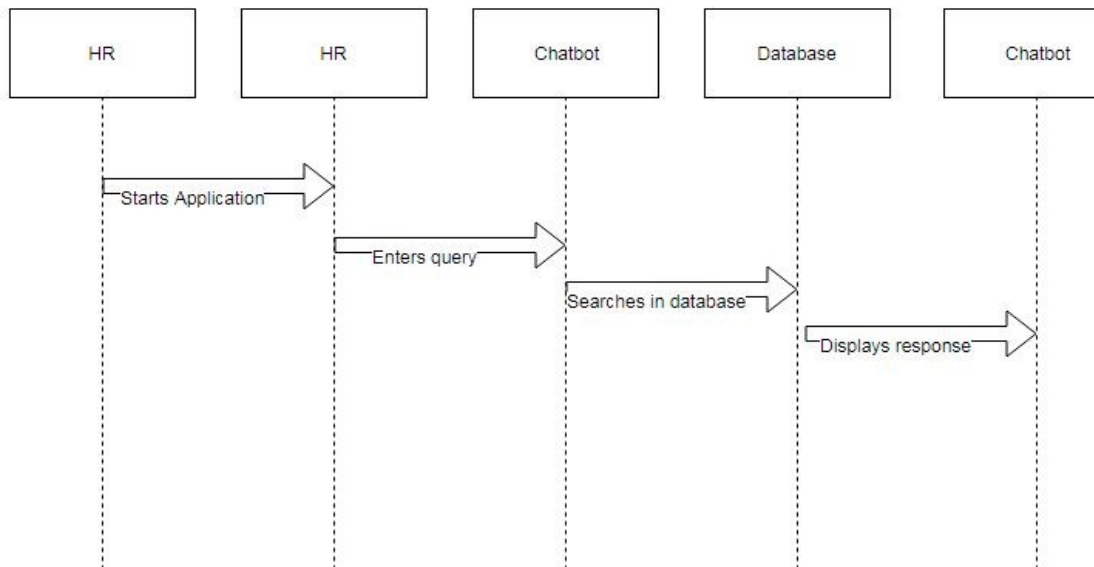 HR
HR
Chatbot
Database
Chatbot
Starts Application
Enters query
Searches in database
Displays response